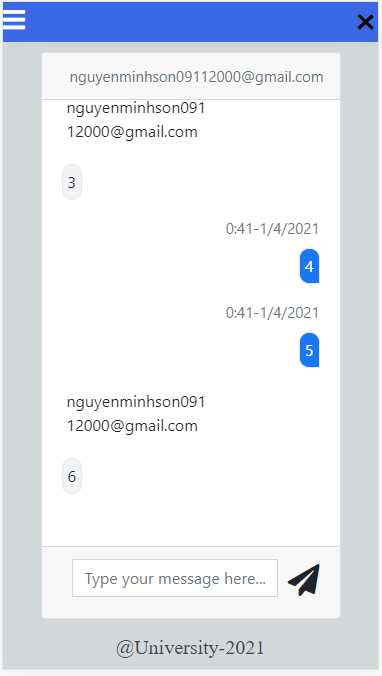 nguyenminhson09112000@gmail.com
nguyenminhson091
12000@gmail.com
3
0:41-1/4/2021
4
0:41-1/4/2021
5
nguyenminhson091
12000@gmail.com
6
Type your message here...
@University-2021